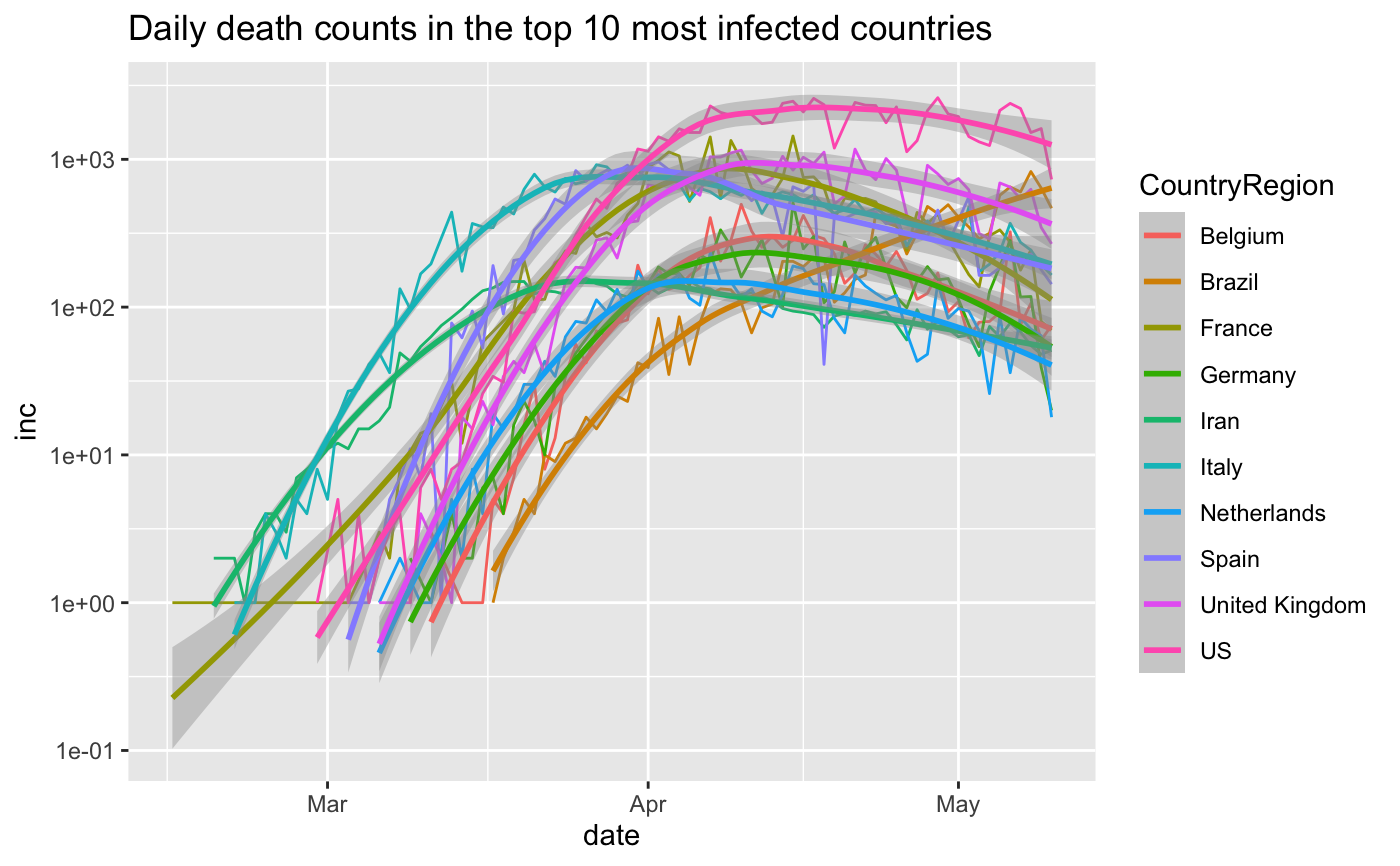 Daily death counts in the top 10 most infected countries
inc
1e+03
1e+02
1e+01
1e+00
1e-01
Mar Apr May
date
CountryRegion
Belgium
Brazil
France
Germany
Iran
Italy
Netherlands
Spain
United Kingdom
US